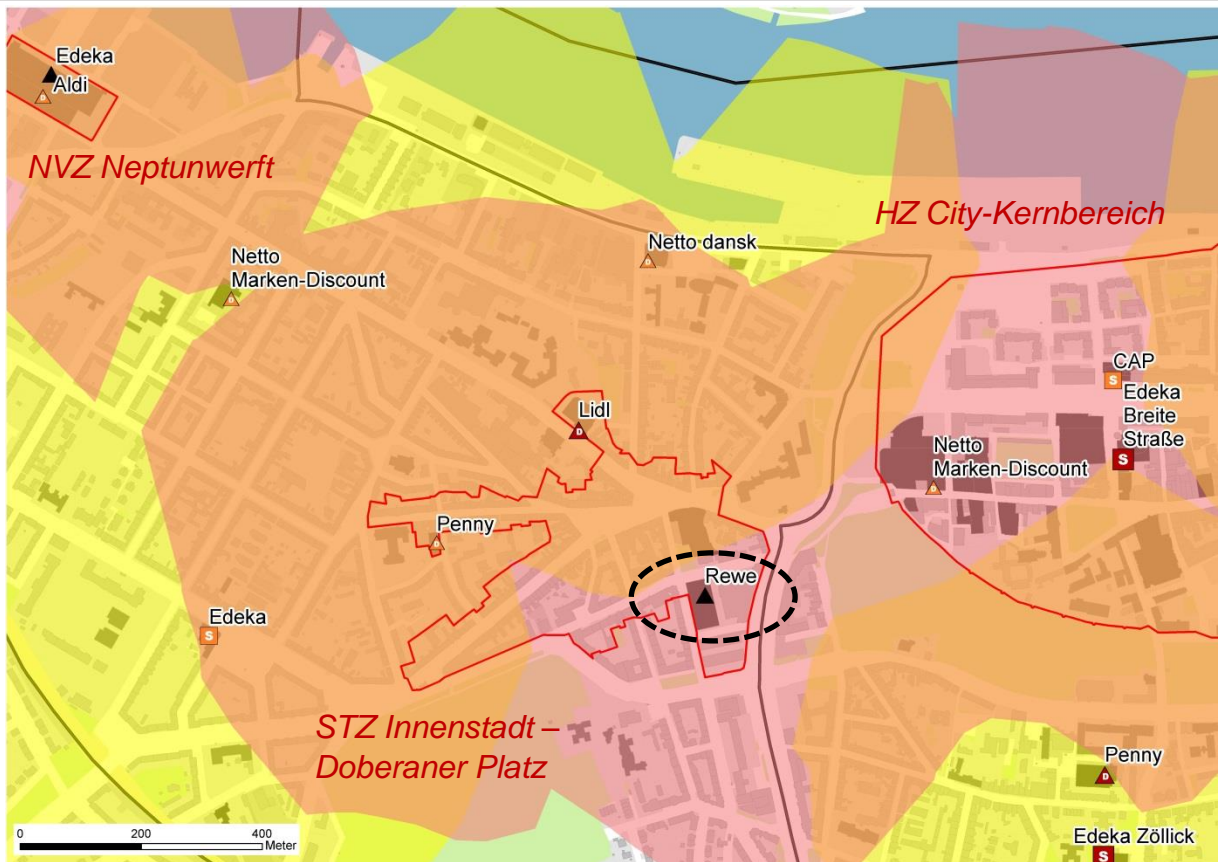 Edeka
D
Aldi
NVZ Neptunwerft
HZ City-Kernbereich
Netto dansk
D
Netto
Marken-Discount
D
CAP
S
Edeka
Breite
Straße
S
Lidl
D
Netto
Marken-Discount
D
Penny
D
Rewe
Edeka
S
STZ Innenstadt –
Doberaner Platz
Penny
D
Edeka Zöllick
S
0 200 400
Meter